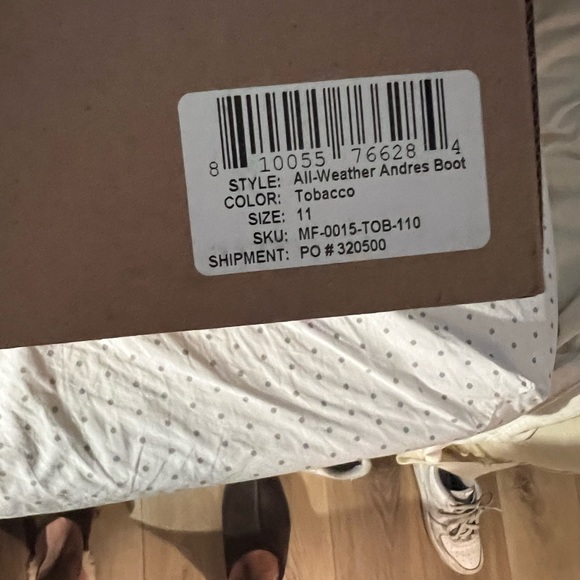 8 10055 76628 4
STYLE: All-Weather Andres Boot
COLOR: Tobacco
SIZE: 11
SKU: MF-0015-TOB-110
SHIPMENT: PO # 320500